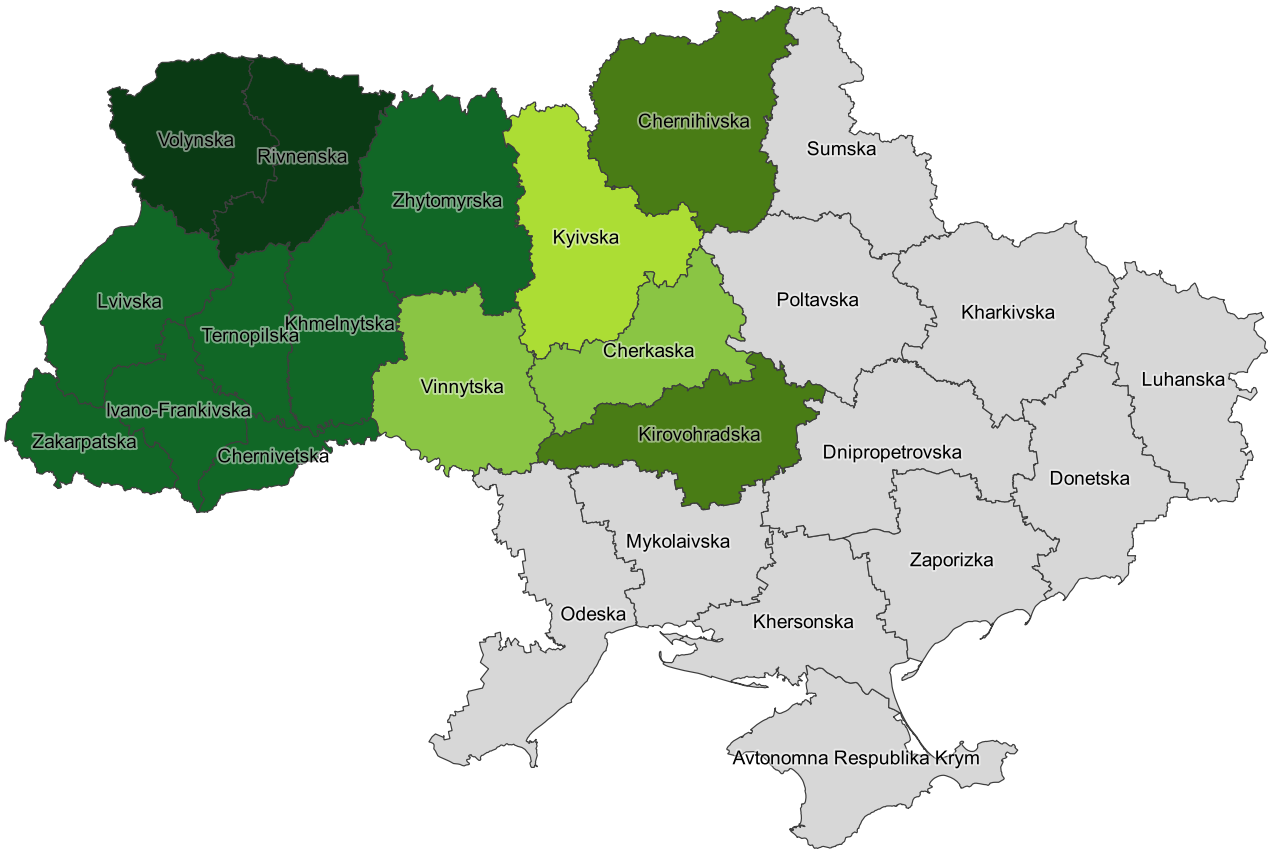 Chernihivska
Volynska
Rivnenska
Sumska
Zhytomyrska
Kyivska
Lvivska
Poltavska
Kharkivska
Ternopilska
Khmelnytska
Cherkaska
Luhanska
Vinnytska
Ivano-Frankivska
Kirovohradska
Zakarpatska
Chernivetska
Dnipropetrovska
Donetska
Mykolaivska
Zaporizka
Odeska
Khersonska
Avtonomna Respublika Krym